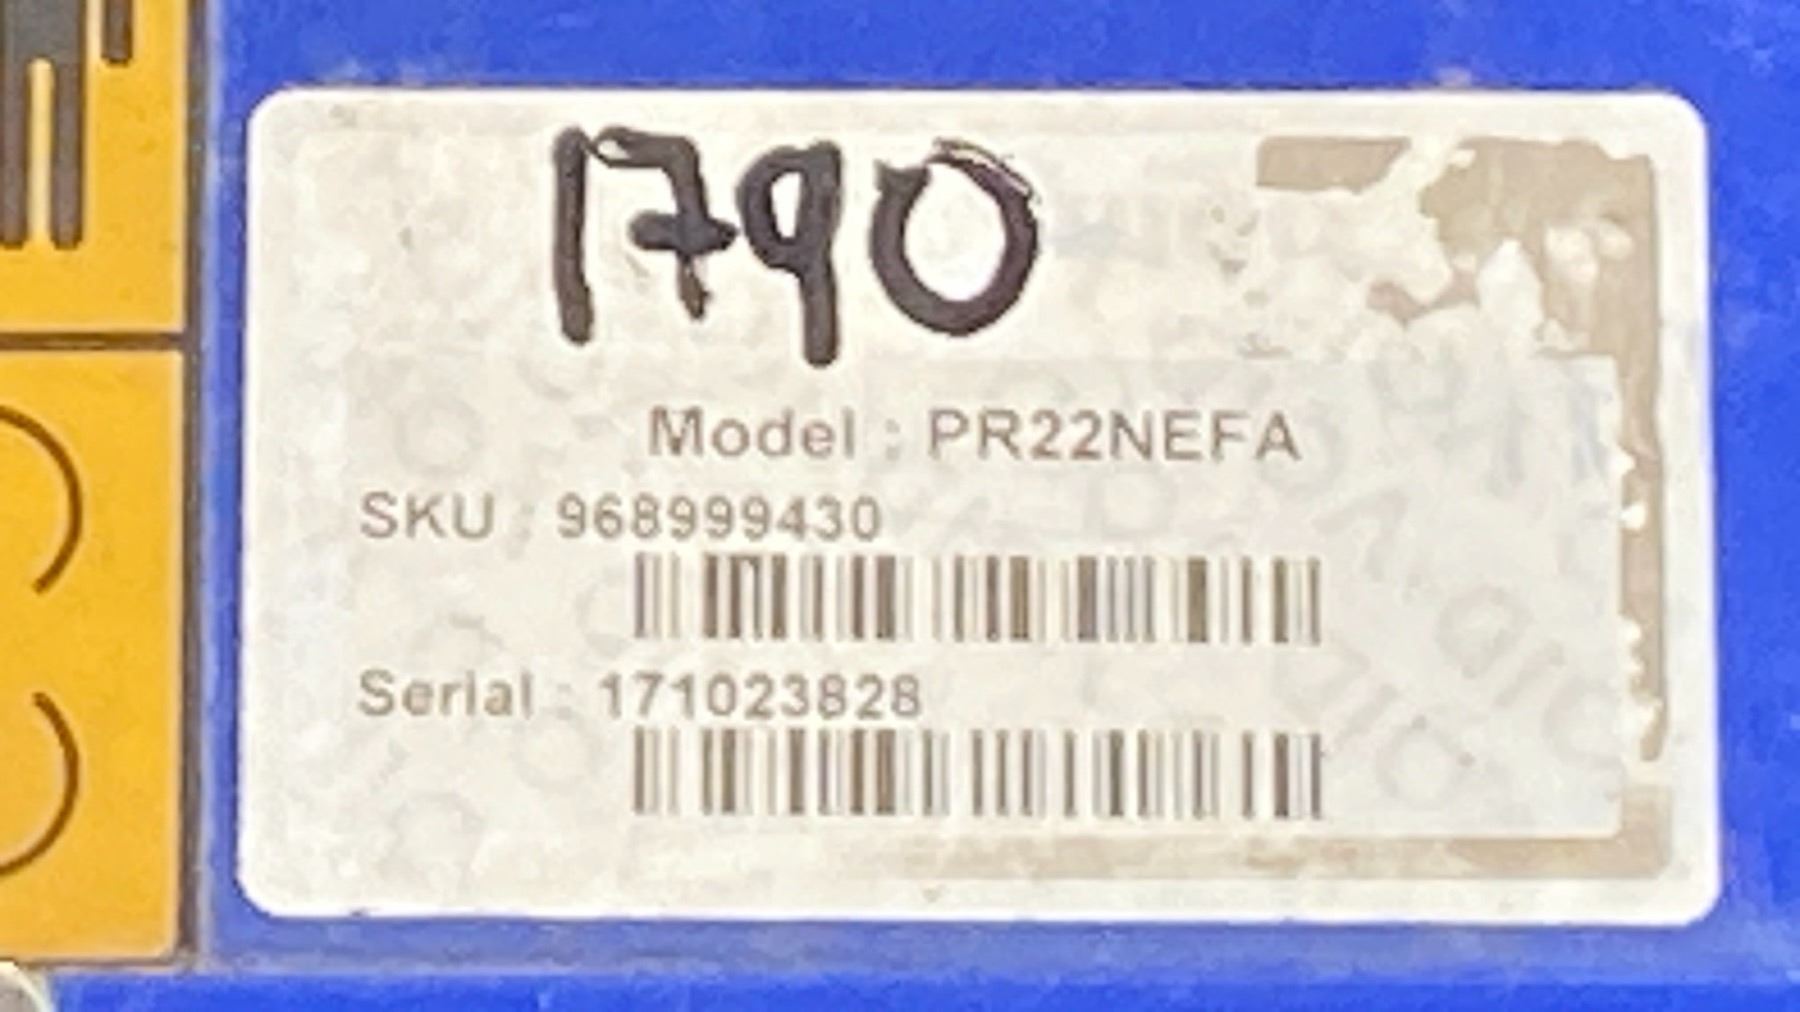 1790
Model : PR22NEFA
SKU : 968999430
Serial : 171023828